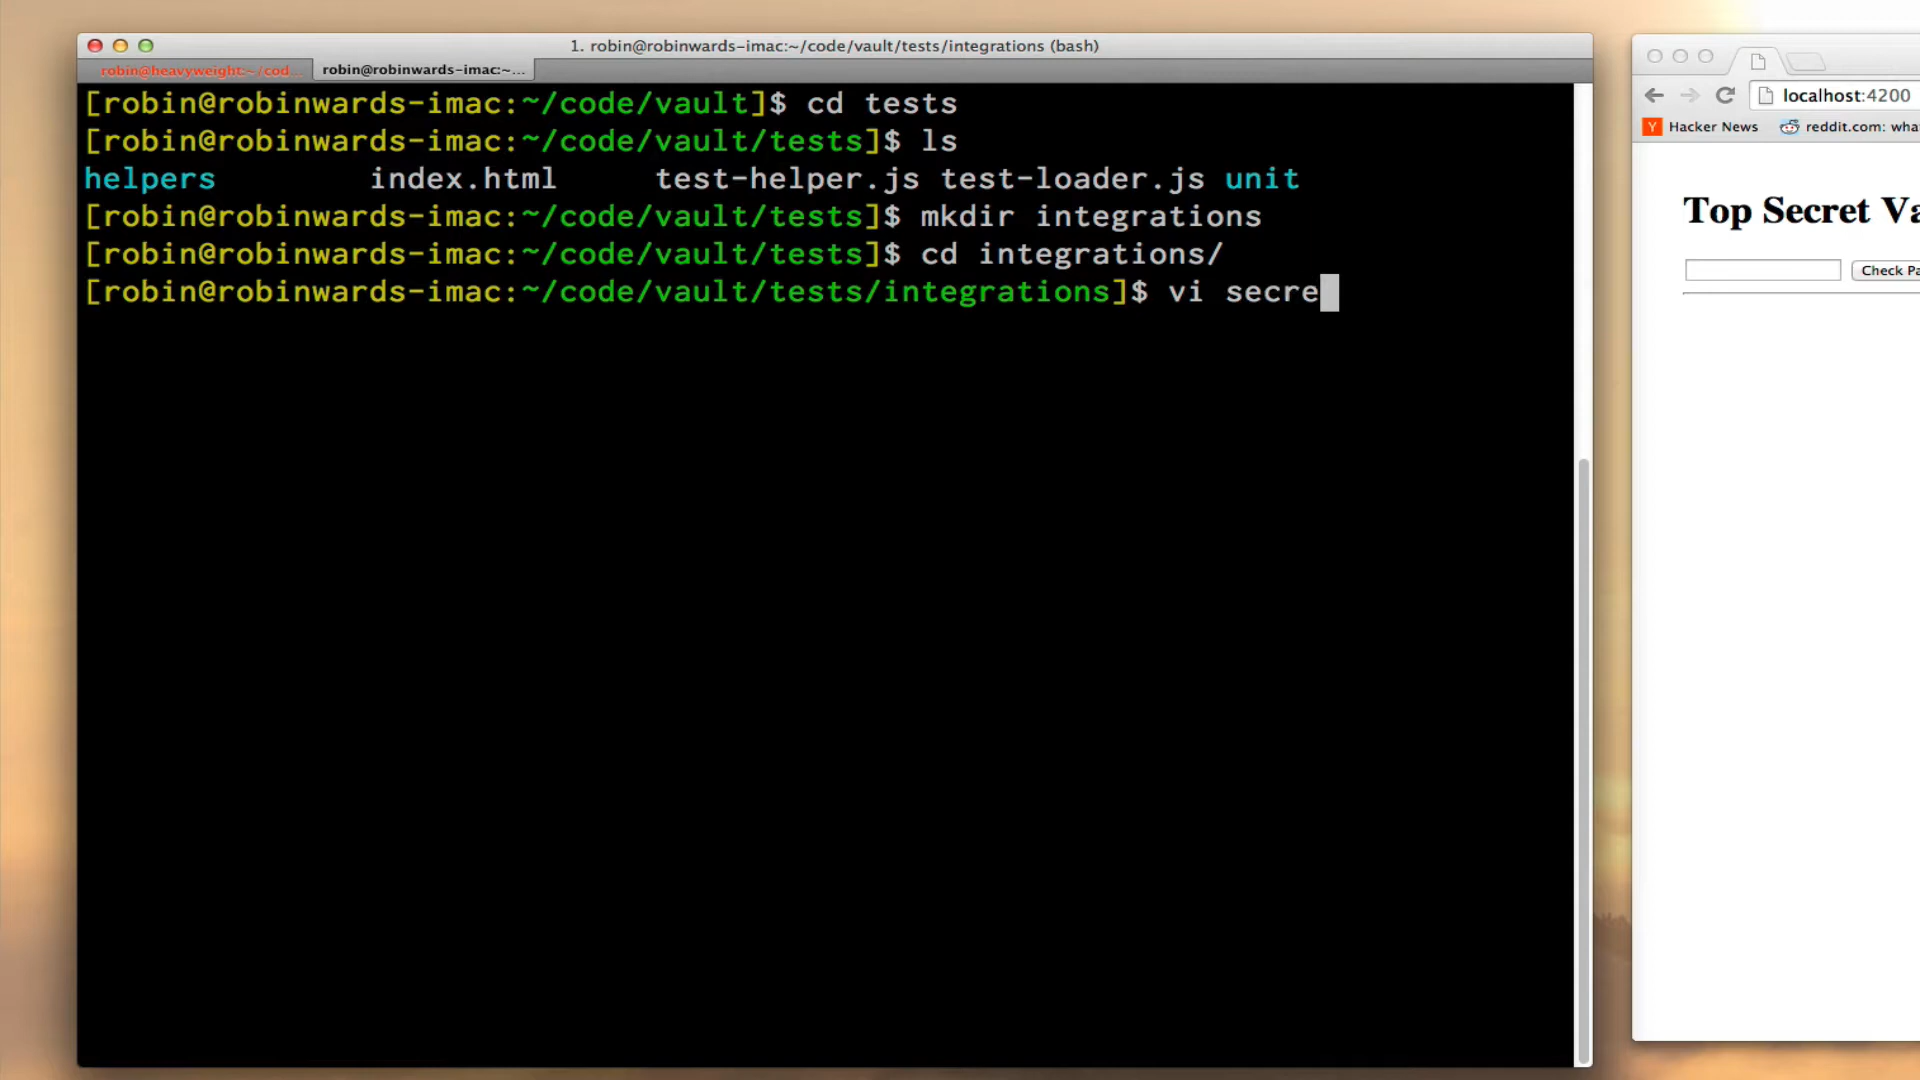 1. robin@robinwards-imac:~/code/vault/tests/integrations (bash)
robin@heavyweight:~/cod...
robin@robinwards-imac:~...
[robin@robinwards-imac:~/code/vault]$ cd tests
[robin@robinwards-imac:~/code/vault/tests]$ ls
helpers index.html test-helper.js test-loader.js unit
[robin@robinwards-imac:~/code/vault/tests]$ mkdir integrations
[robin@robinwards-imac:~/code/vault/tests]$ cd integrations/
[robin@robinwards-imac:~/code/vault/tests/integrations]$ vi secre
localhost:4200
Y Hacker News reddit.com: wha
Top Secret Va
Check Pa